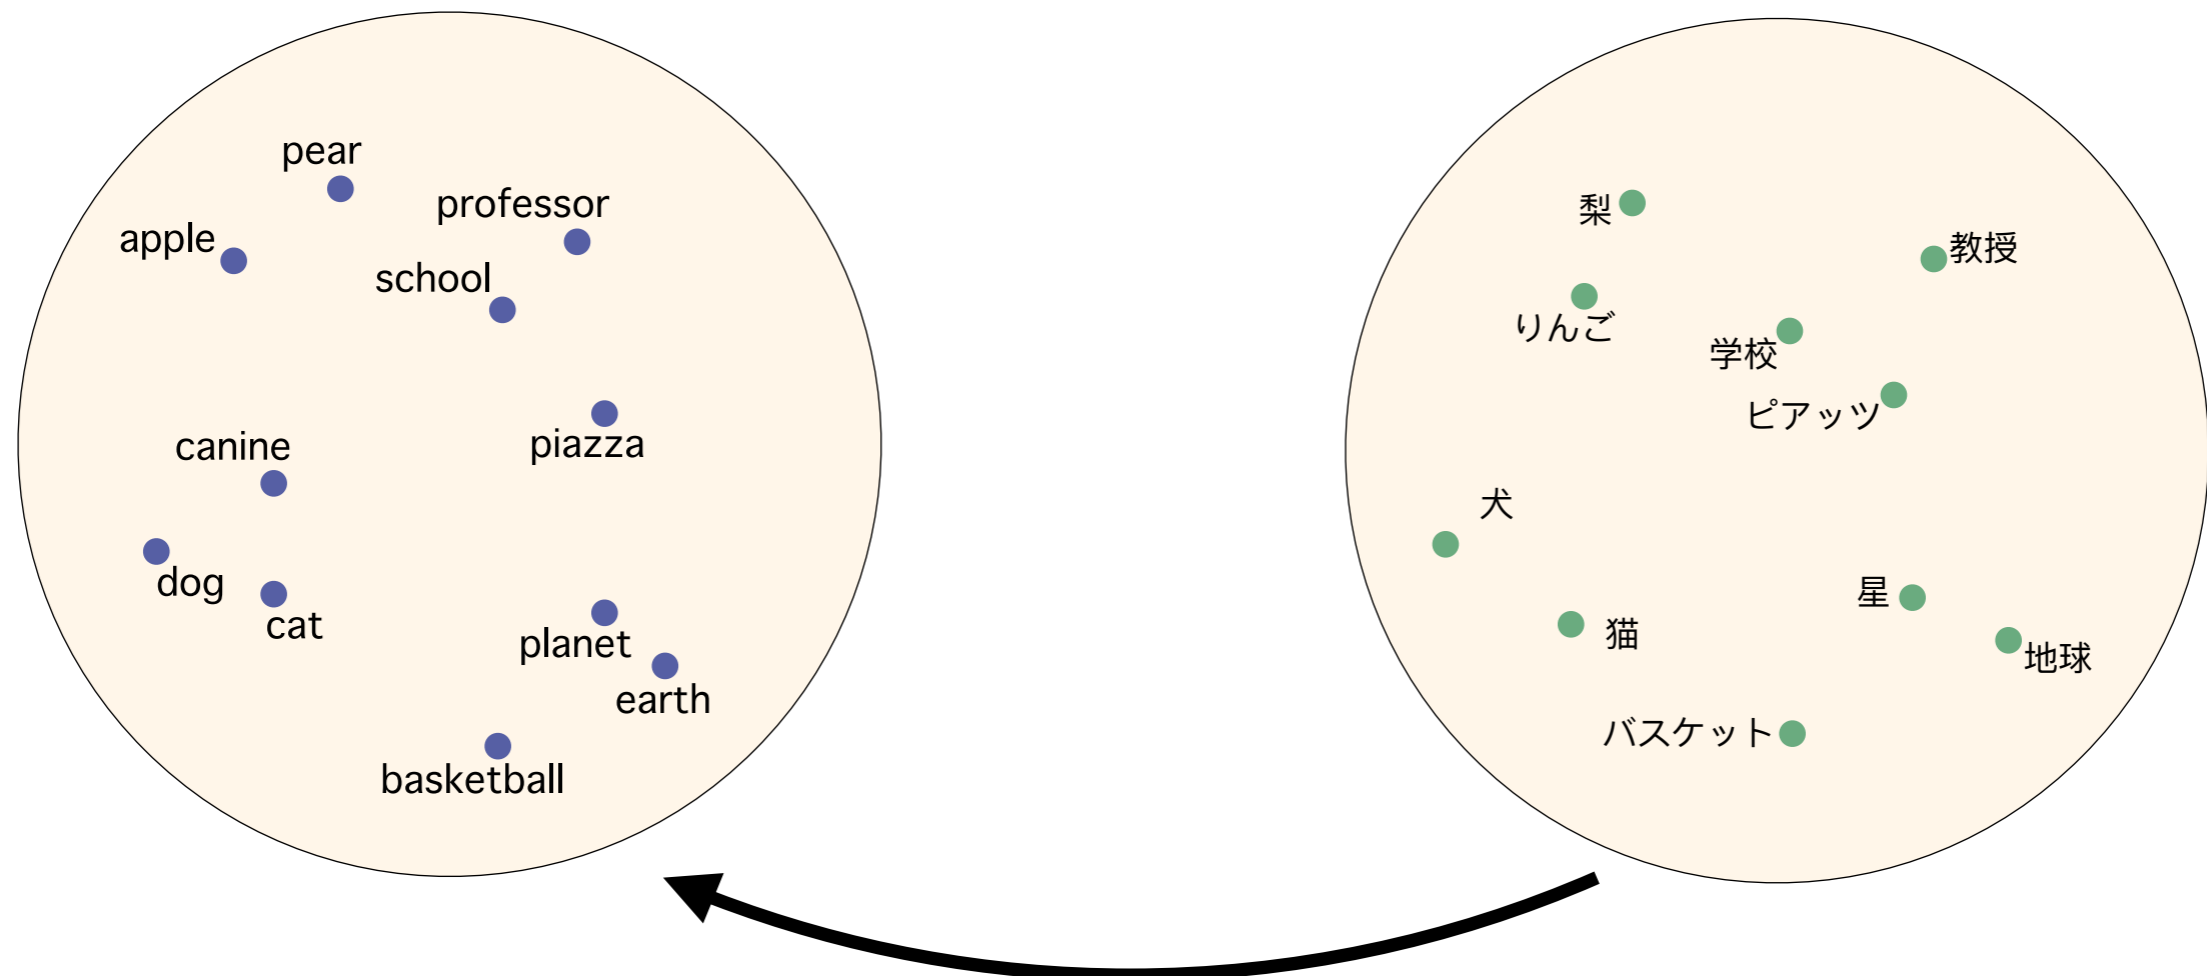 pear
professor
apple
school
piazza
canine
dog
cat
planet
earth
basketball
梨
教授
りんご
学校
ピアッツ
犬
星
猫
地球
バスケット